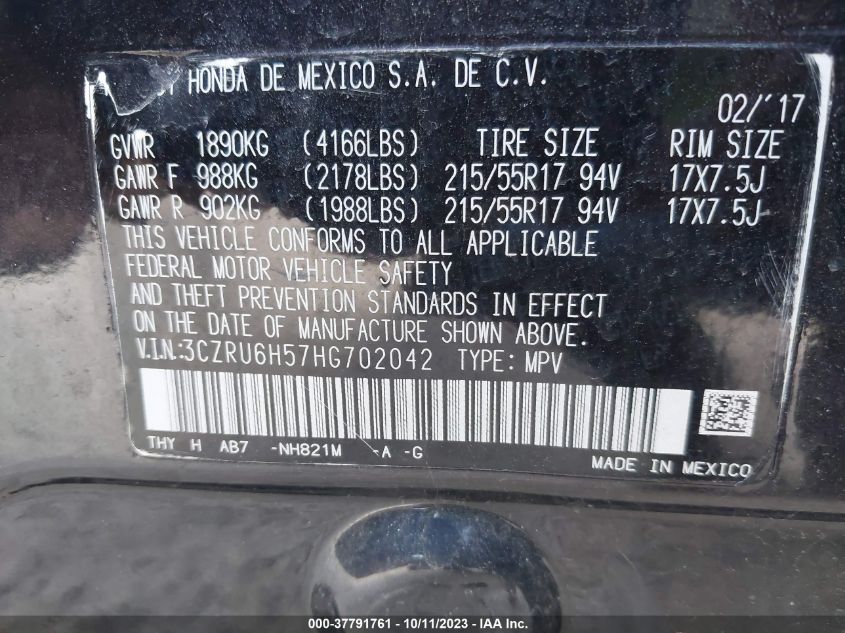 HONDA DE MEXICO S.A. DE C.V.
02/'17
GVWR 1890KG (4166LBS) TIRE SIZE RIM SIZE
GAWR F 988KG (2178LBS) 215/55R17 94V 17X7.5J
GAWR R 902KG (1988LBS) 215/55R17 94V 17X7.5J
THIS VEHICLE CONFORMS TO ALL APPLICABLE
FEDERAL MOTOR VEHICLE SAFETY
AND THEFT PREVENTION STANDARDS IN EFFECT
ON THE DATE OF MANUFACTURE SHOWN ABOVE.
V.I.N.:3CZRU6H57HG702042 TYPE: MPV
THY H AB7 -NH821M -A -G
MADE IN MEXICO
000-37791761 - 10/11/2023 - IAA Inc.